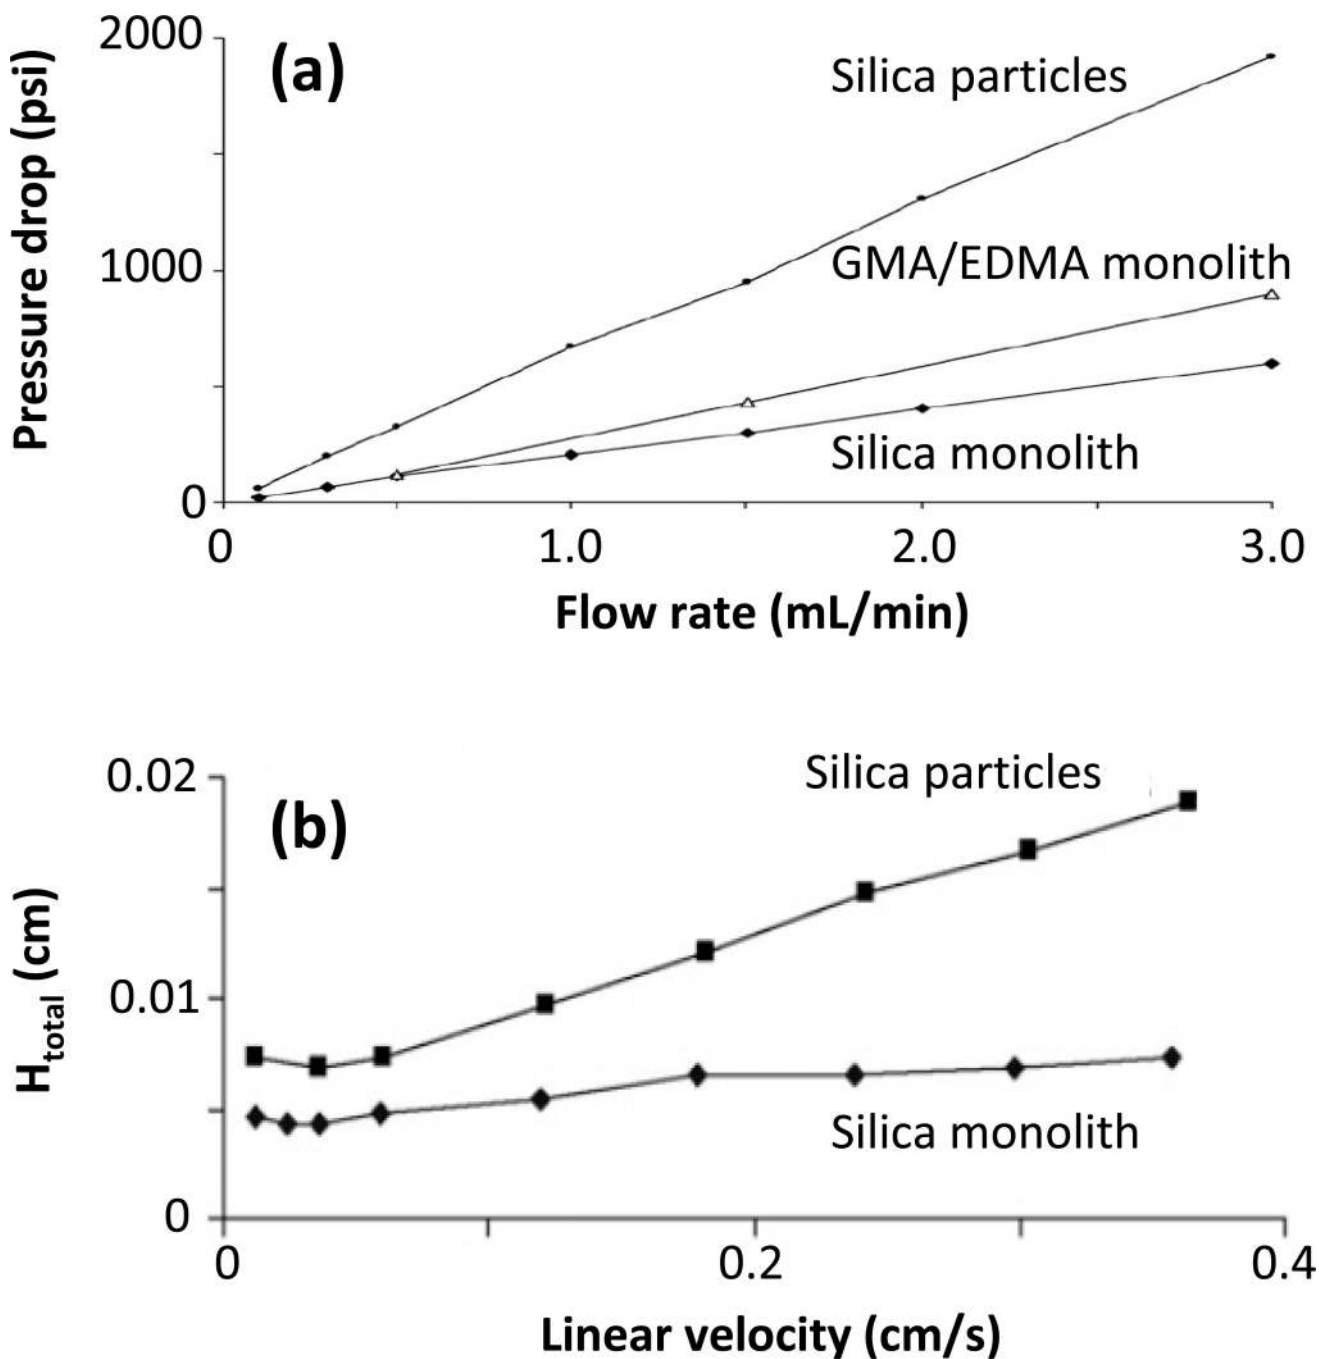 2000
(a)
Silica particles
Pressure drop (psi)
1000
GMA/EDMA monolith
Silica monolith
0
0 1.0 2.0 3.0
Flow rate (mL/min)
0.02
Silica particles
(b)
H_total (cm)
0.01
Silica monolith
0
0 0.2 0.4
Linear velocity (cm/s)